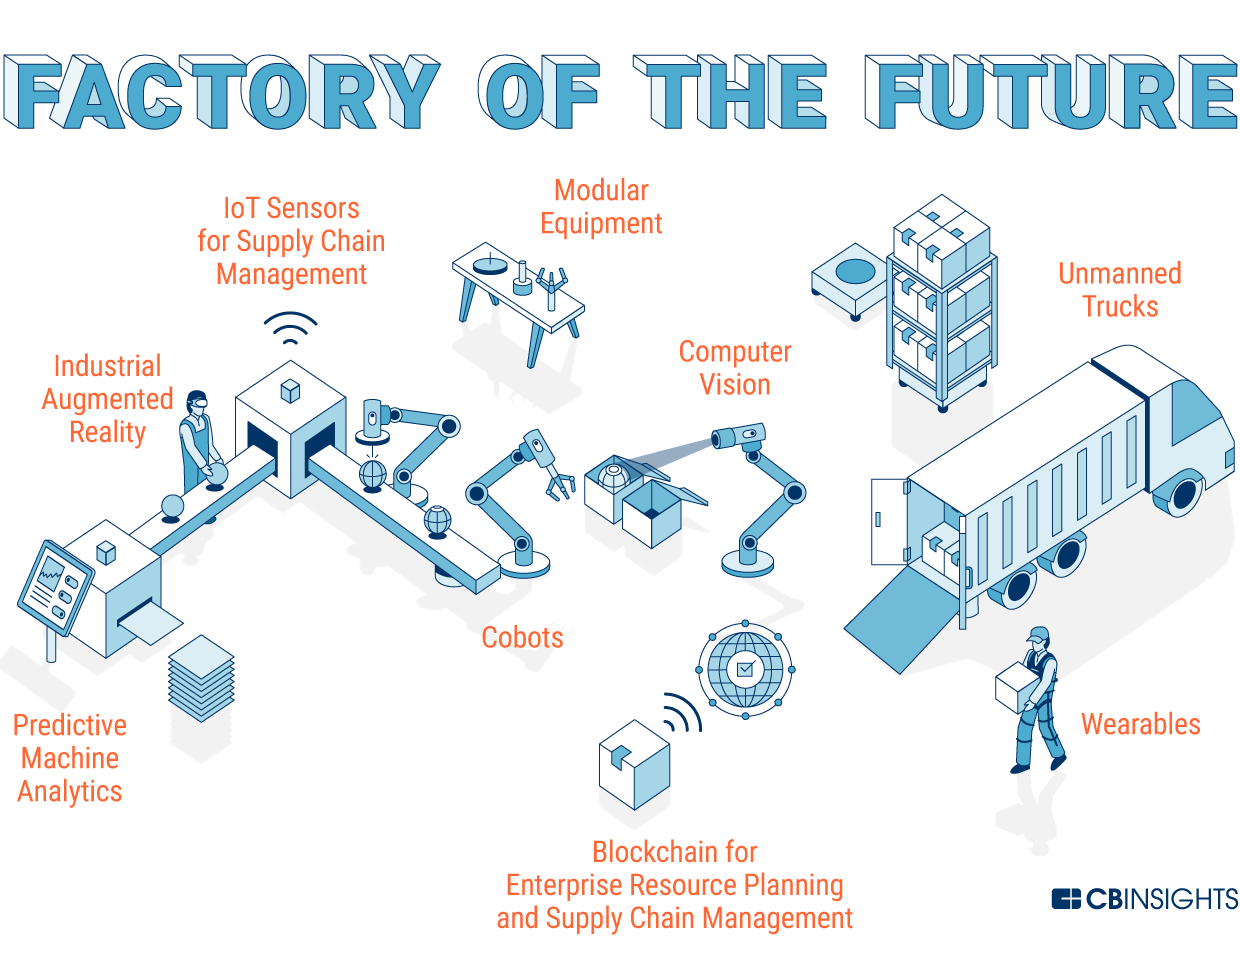 FACTORY OF THE FUTURE
Modular
Equipment
IoT Sensors
for Supply Chain
Management
Unmanned
Trucks
Computer
Vision
Industrial
Augmented
Reality
Cobots
Predictive
Machine
Analytics
Wearables
Blockchain for
Enterprise Resource Planning
and Supply Chain Management
CBINSIGHTS